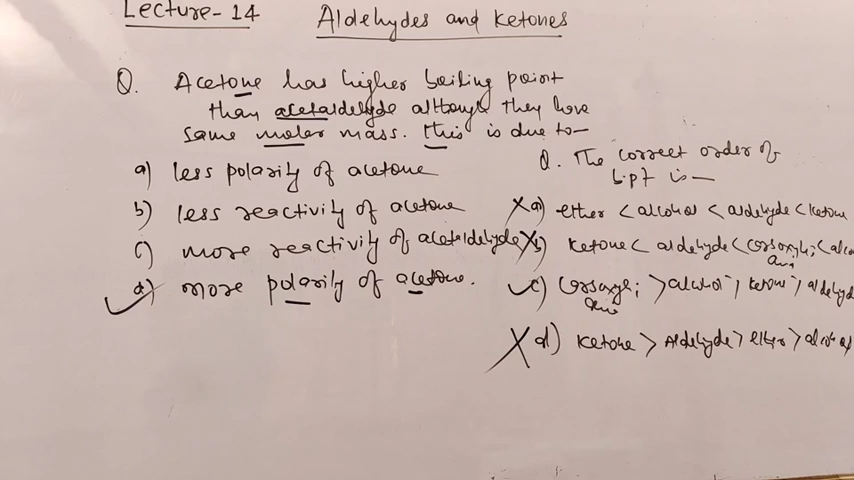 Lecture-14
Aldehydes and Ketones
Q. Acetone has higher boiling point
than acetaldehyde although they have
same molar mass. this is due to—
a) less polarity of acetone
b) less reactivity of acetone
c) more reactivity of acetaldehyde
d) more polarity of acetone.
Q. The correct order of
b.pt is —
a) ether < alcohol < aldehyde < ketone
b) Ketone < aldehyde < carboxylic < alco
acid
c) Carboxylic > alcohol > ketone > aldehyde
acid
d) Ketone > Aldehyde > ether > alcohol